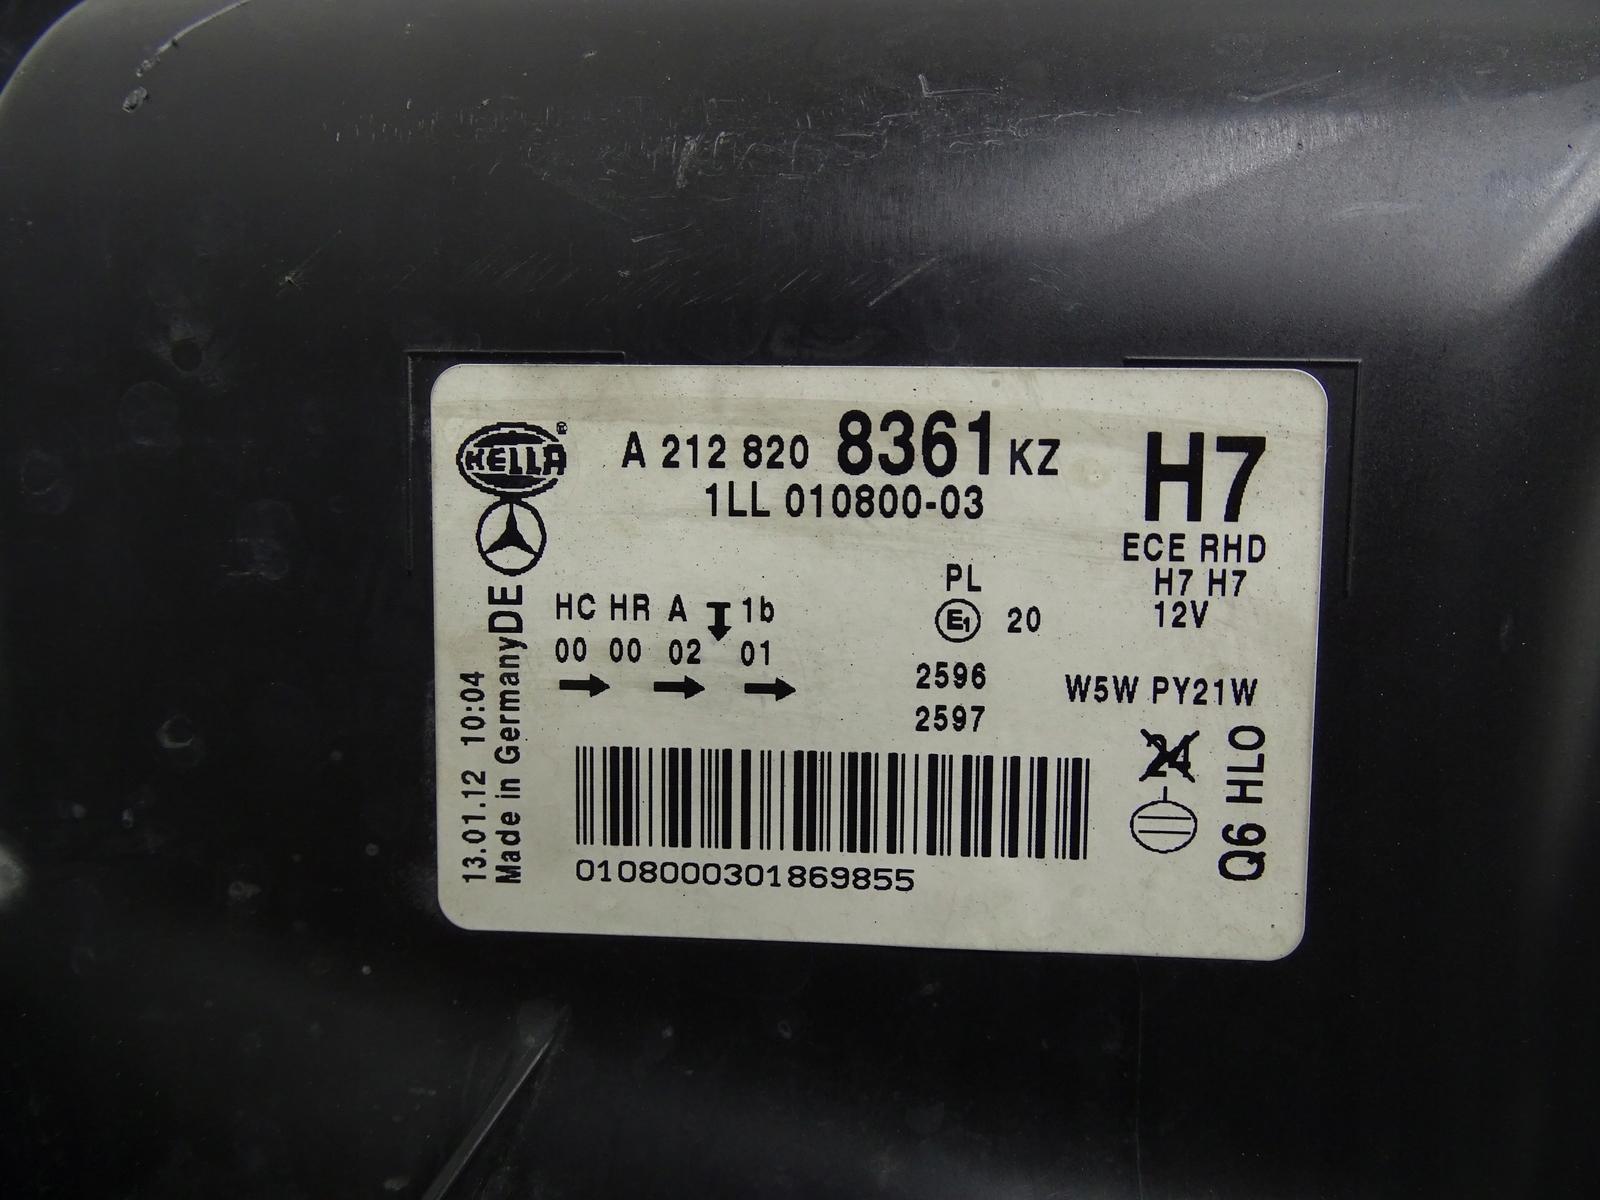 HELLA ®
A 212 820 8361 KZ
1LL 010800-03
H7
ECE RHD
H7 H7
12V
PL
E1 20
HC HR A 1b
00 00 02 01
2596
2597
W5W PY21W
24
Q6 HLO
DE
13.01.12 10:04
Made in Germany
0108000301869855